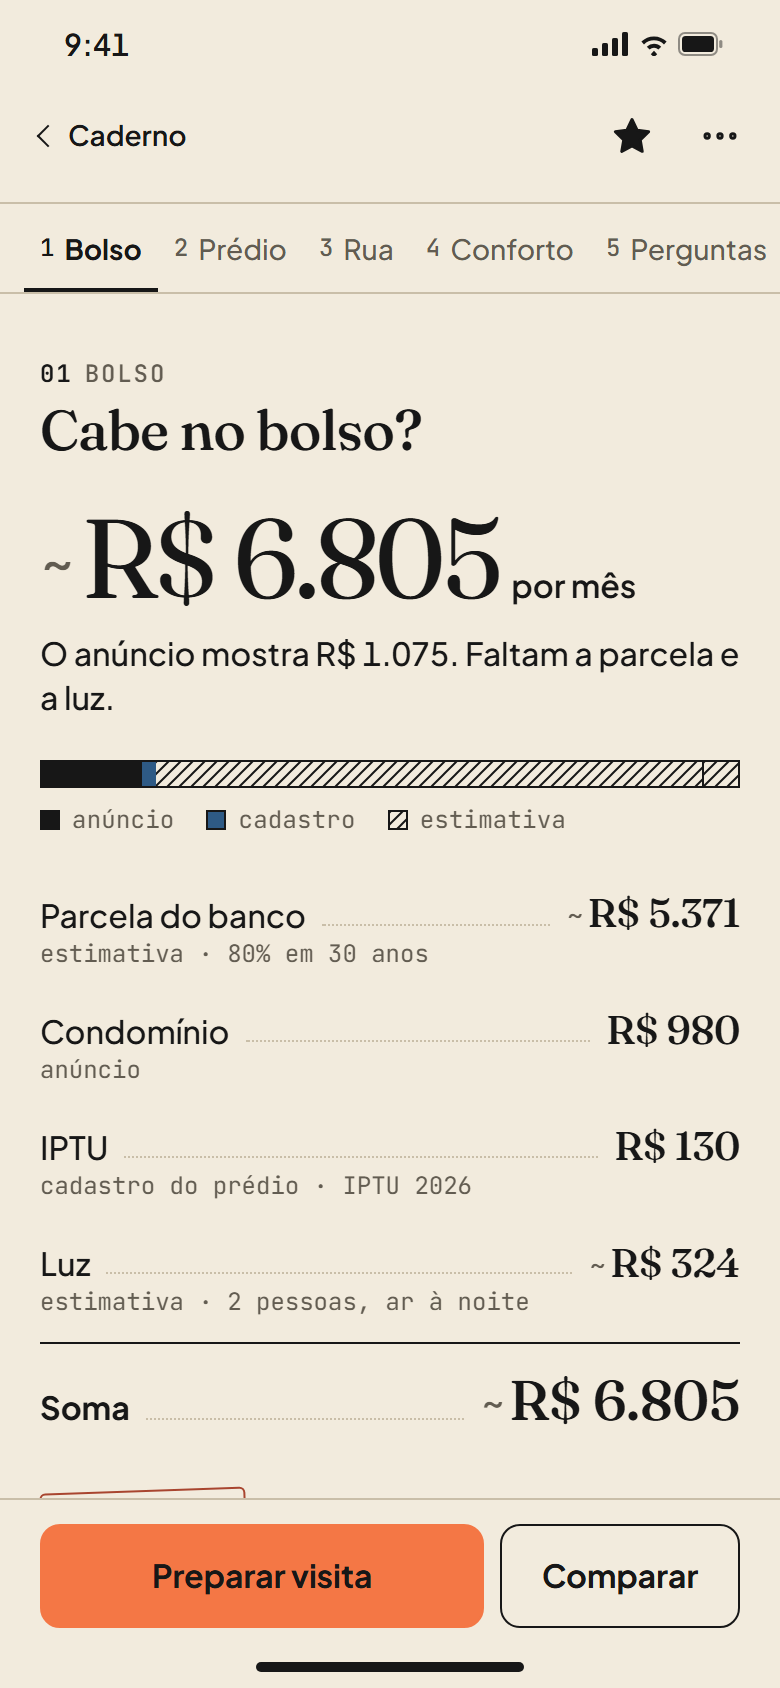 9:41
Caderno
1 Bolso 2 Prédio 3 Rua 4 Conforto 5 Perguntas
01 BOLSO
Cabe no bolso?
~ R$ 6.805 por mês
O anúncio mostra R$ 1.075. Faltam a parcela e
a luz.
anúncio cadastro estimativa
Parcela do banco ~ R$ 5.371
estimativa · 80% em 30 anos
Condomínio R$ 980
anúncio
IPTU R$ 130
cadastro do prédio · IPTU 2026
Luz ~ R$ 324
estimativa · 2 pessoas, ar à noite
Soma ~ R$ 6.805
Preparar visita Comparar